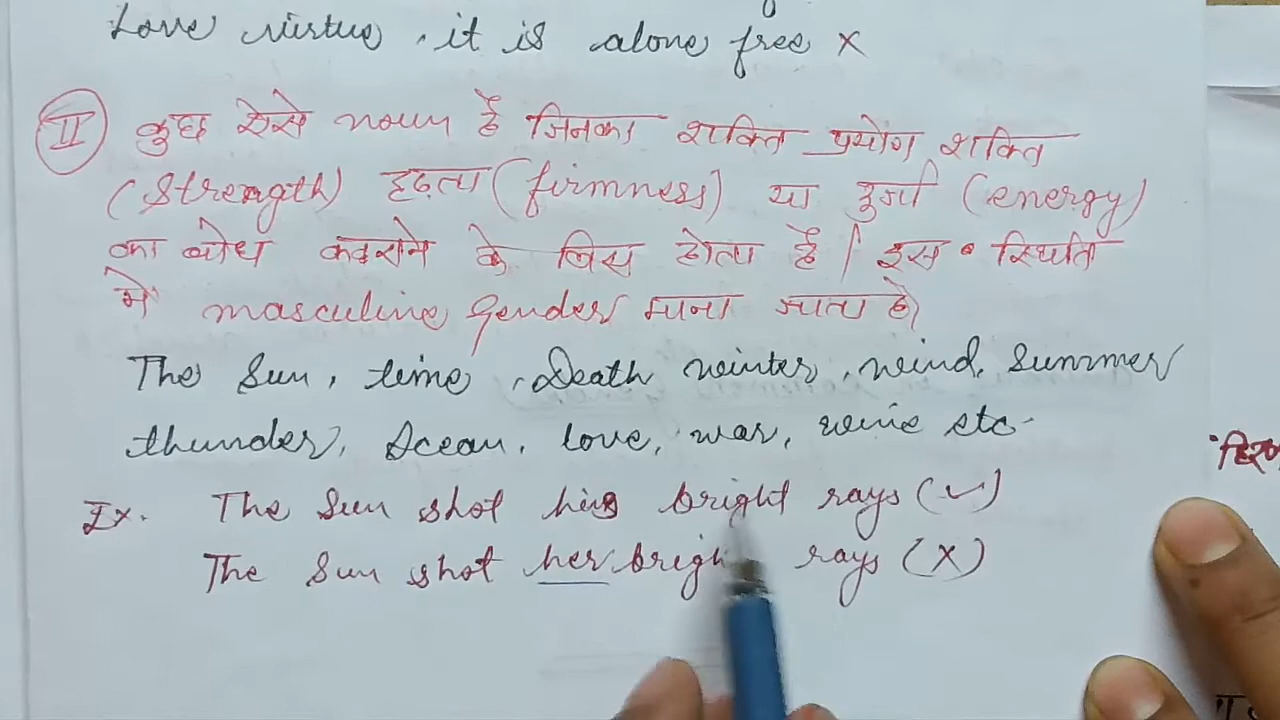 Love virtue, it is alone free ×
II कुछ ऐसे noun हैं जिनका शक्ति प्रयोग शक्ति
(Strength) दृढ़ता (firmness) या ऊर्जा (energy)
का बोध करवाने के लिए होता है। इस स्थिति
में masculine gender माना जाता है।
The Sun, time, Death winter, wind, Summer
thunder, Ocean, love, war, wine etc.
Ex. The Sun shot his bright rays (✓)
The Sun shot her bright rays (×)